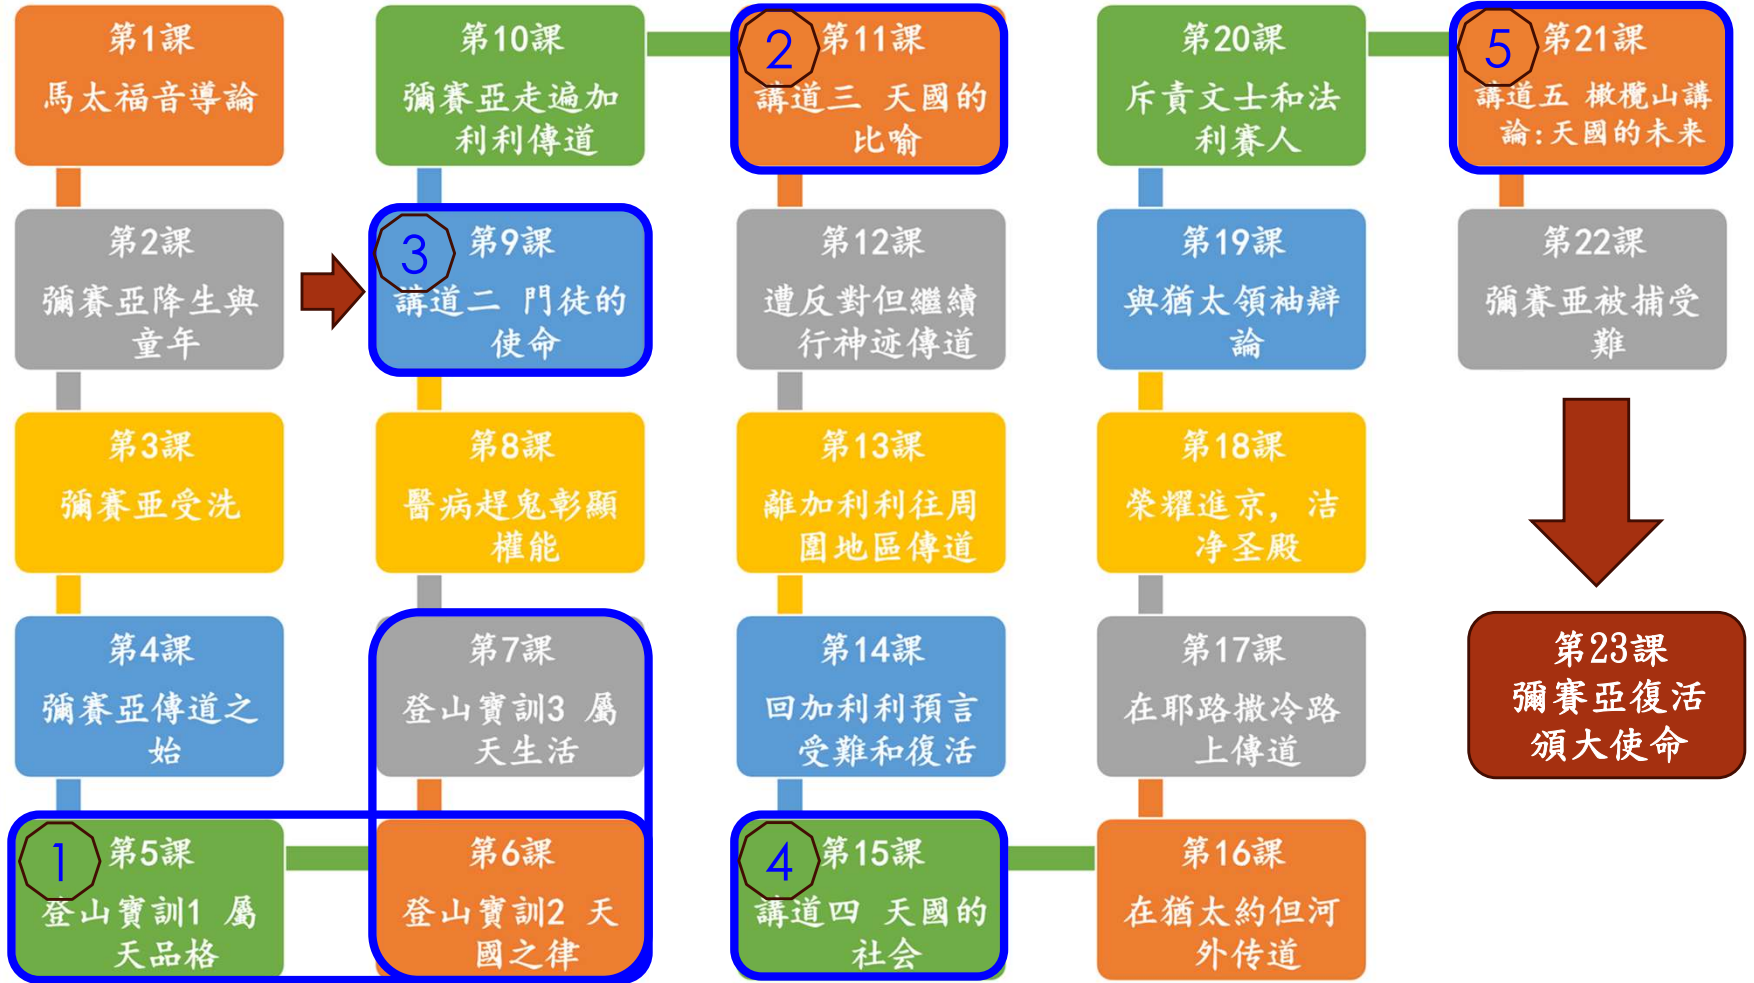 第1課
馬太福音導論
第2課
彌賽亞降生與
童年
第3課
彌賽亞受洗
第4課
彌賽亞傳道之
始
1
第5課
登山寶訓1 屬
天品格
第6課
登山寶訓2 天
國之律
第7課
登山寶訓3 屬
天生活
第8課
醫病趕鬼彰顯
權能
3
第9課
講道二 門徒的
使命
第10課
彌賽亞走遍加
利利傳道
2
第11課
講道三 天國的
比喻
第12課
遭反對但繼續
行神迹傳道
第13課
離加利利往周
圍地區傳道
第14課
回加利利預言
受難和復活
4
第15課
講道四 天國的
社会
第16課
在猶太約但河
外传道
第17課
在耶路撒冷路
上傳道
第18課
榮耀進京，洁
净圣殿
第19課
與猶太領袖辯
論
第20課
斥責文士和法
利賽人
5
第21課
講道五 橄欖山講
論:天國的未来
第22課
彌賽亞被捕受
難
第23課
彌賽亞復活
頒大使命